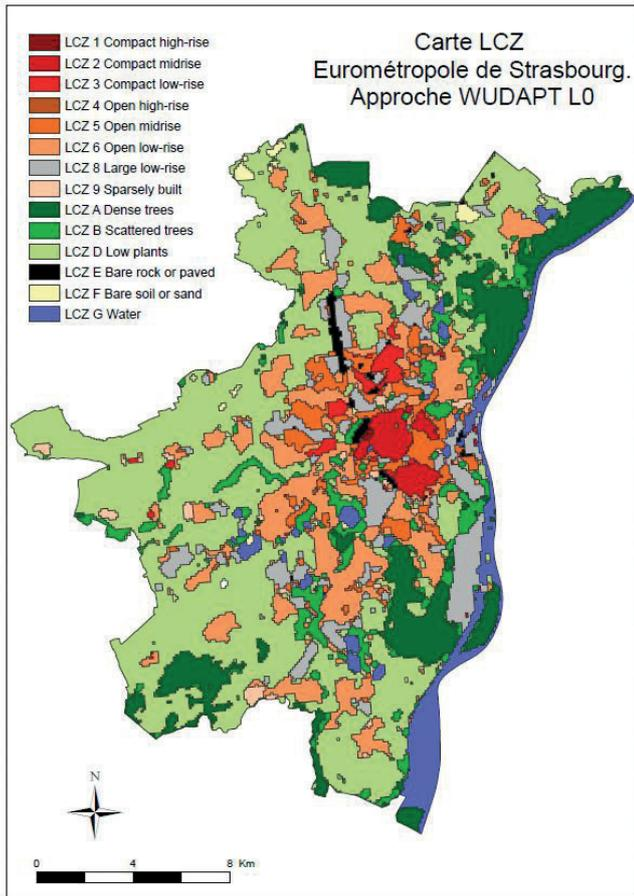 Carte LCZ
Eurométropole de Strasbourg.
Approche WUDAPT L0
LCZ 1 Compact high-rise
LCZ 2 Compact midrise
LCZ 3 Compact low-rise
LCZ 4 Open high-rise
LCZ 5 Open midrise
LCZ 6 Open low-rise
LCZ 8 Large low-rise
LCZ 9 Sparsely built
LCZ A Dense trees
LCZ B Scattered trees
LCZ D Low plants
LCZ E Bare rock or paved
LCZ F Bare soil or sand
LCZ G Water
N
0 4 8 Km